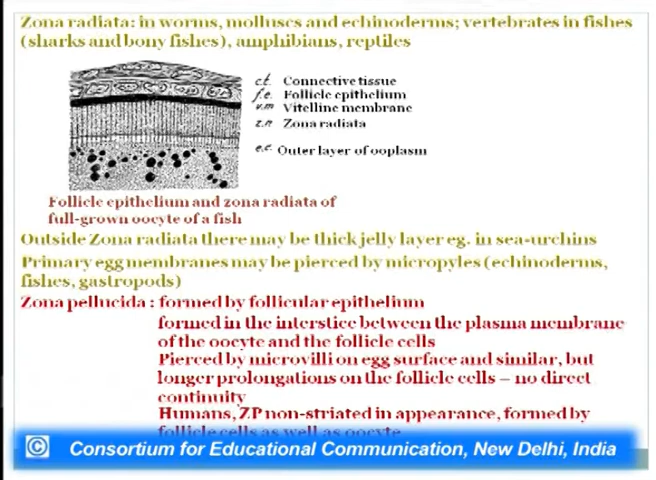 Zona radiata: in worms, molluscs and echinoderms; vertebrates in fishes
(sharks and bony fishes), amphibians, reptiles
c.t. Connective tissue
f.e. Follicle epithelium
v.m Vitelline membrane
z.r Zona radiata
e.c. Outer layer of ooplasm
Follicle epithelium and zona radiata of
full-grown oocyte of a fish
Outside Zona radiata there may be thick jelly layer eg. in sea-urchins
Primary egg membranes may be pierced by micropyles (echinoderms,
fishes, gastropods)
Zona pellucida : formed by follicular epithelium
formed in the interstice between the plasma membrane
of the oocyte and the follicle cells
Pierced by microvilli on egg surface and similar, but
longer prolongations on the follicle cells – no direct
continuity
Humans, ZP non-striated in appearance, formed by
follicle cells as well as oocyte
© Consortium for Educational Communication, New Delhi, India